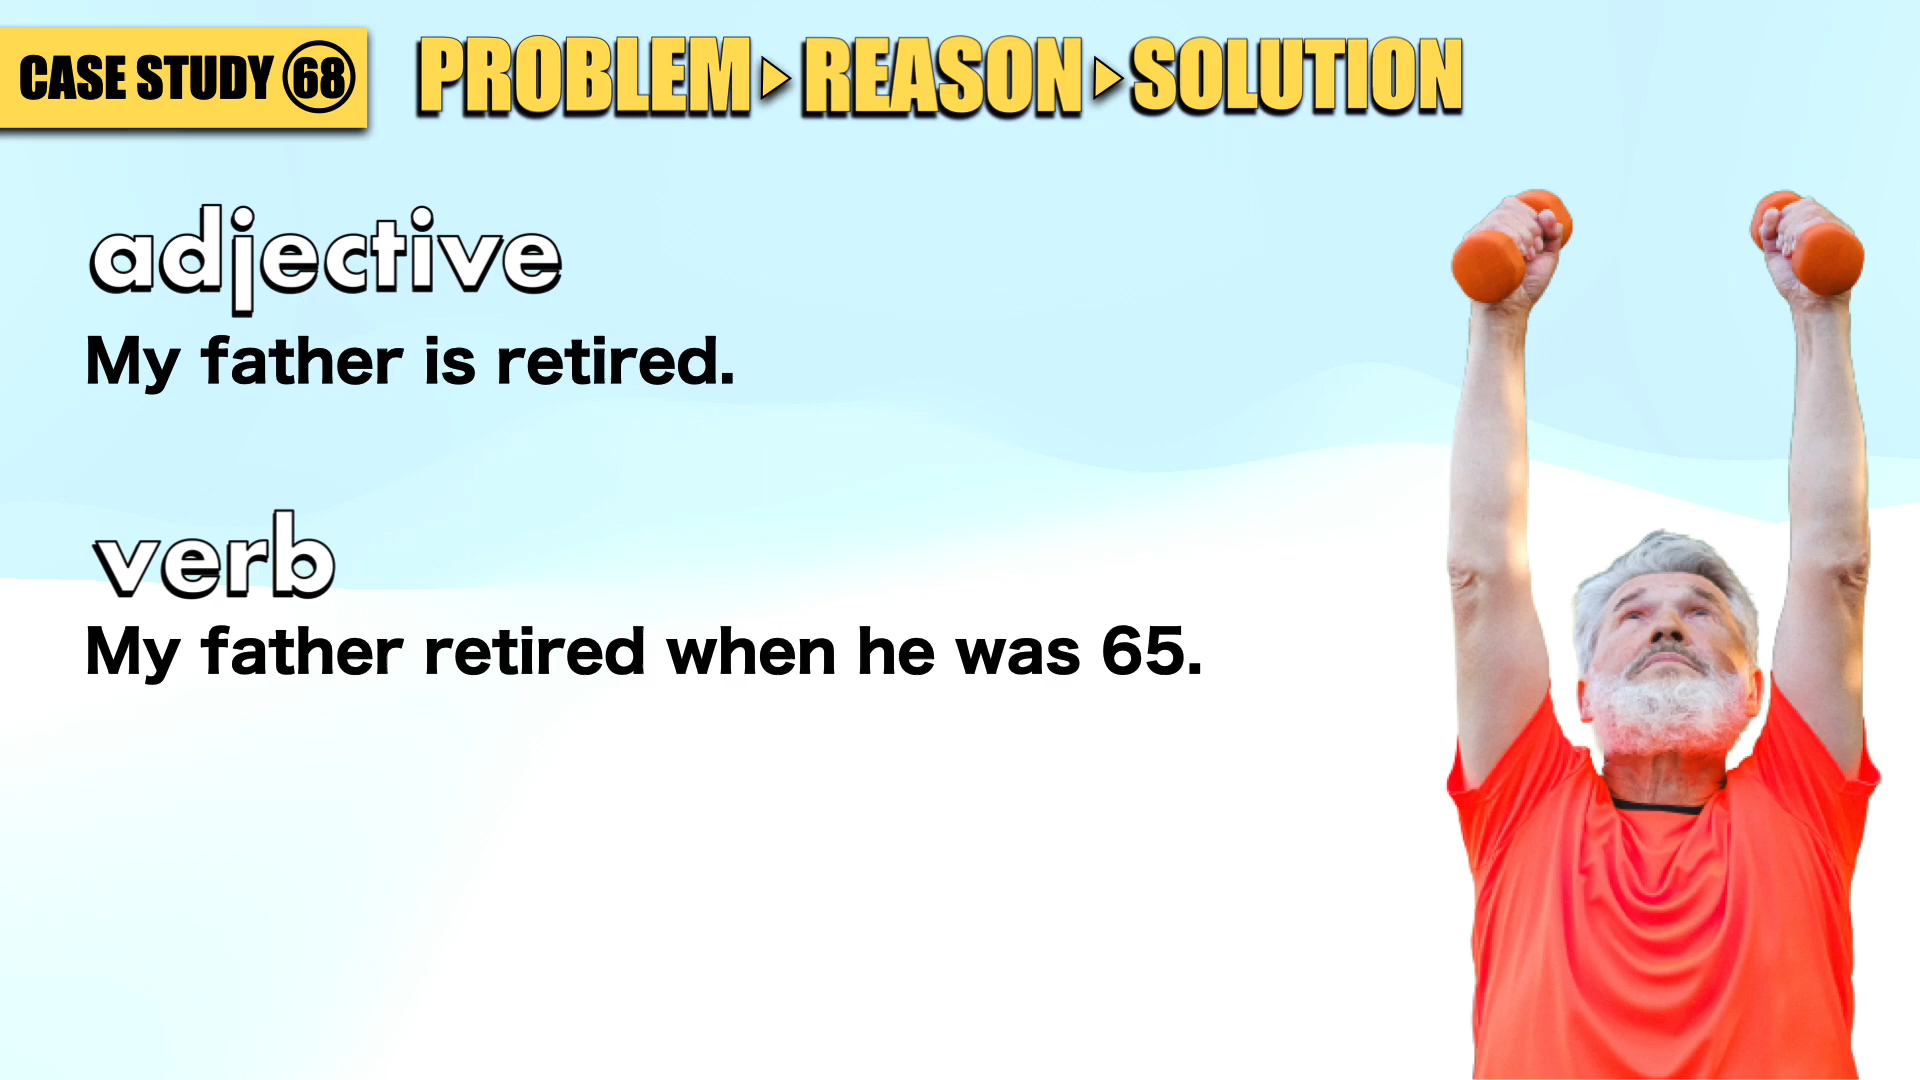 CASE STUDY 68
PROBLEM▶REASON▶SOLUTION
adjective
My father is retired.
verb
My father retired when he was 65.